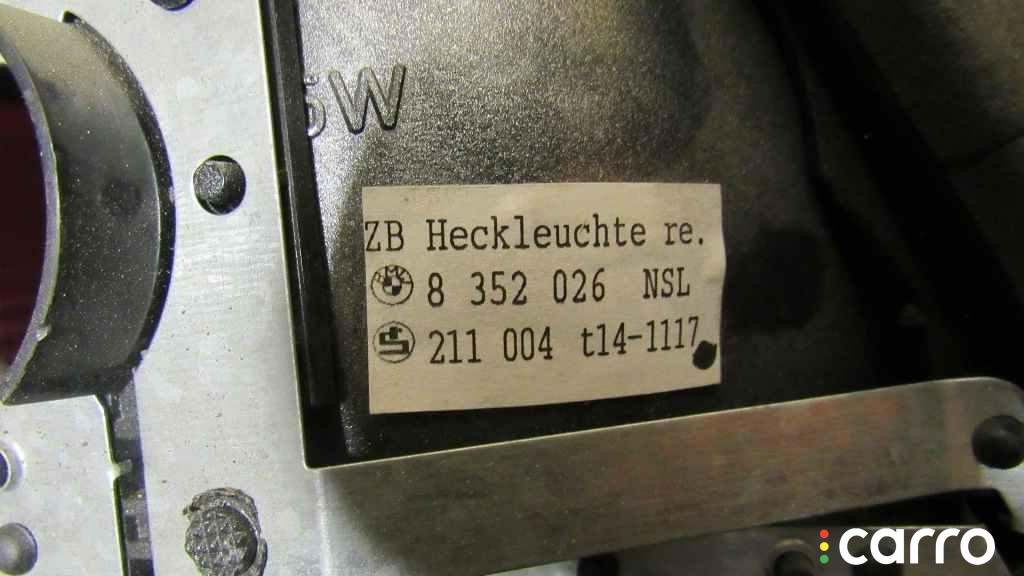 5W
ZB Heckleuchte re.
8 352 026 NSL
211 004 t14-1117
carro